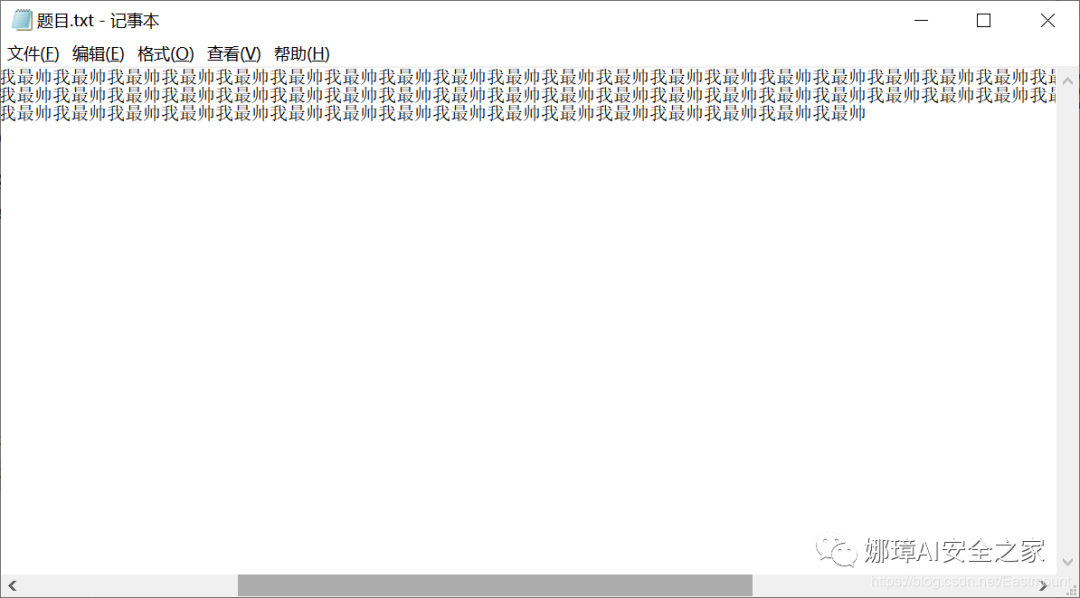 题目.txt - 记事本
文件(F) 编辑(E) 格式(O) 查看(V) 帮助(H)
我最帅我最帅我最帅我最帅我最帅我最帅我最帅我最帅我最帅我最帅我最帅我最帅我最帅我最帅我最帅我最帅我最帅我最帅我最帅我
我最帅我最帅我最帅我最帅我最帅我最帅我最帅我最帅我最帅我最帅我最帅我最帅我最帅我最帅我最帅我最帅我最帅我最帅我最帅我
我最帅我最帅我最帅我最帅我最帅我最帅我最帅我最帅我最帅我最帅我最帅我最帅我最帅我最帅我最帅我最帅
娜璋AI安全之家
https://blog.csdn.net/Eastmount